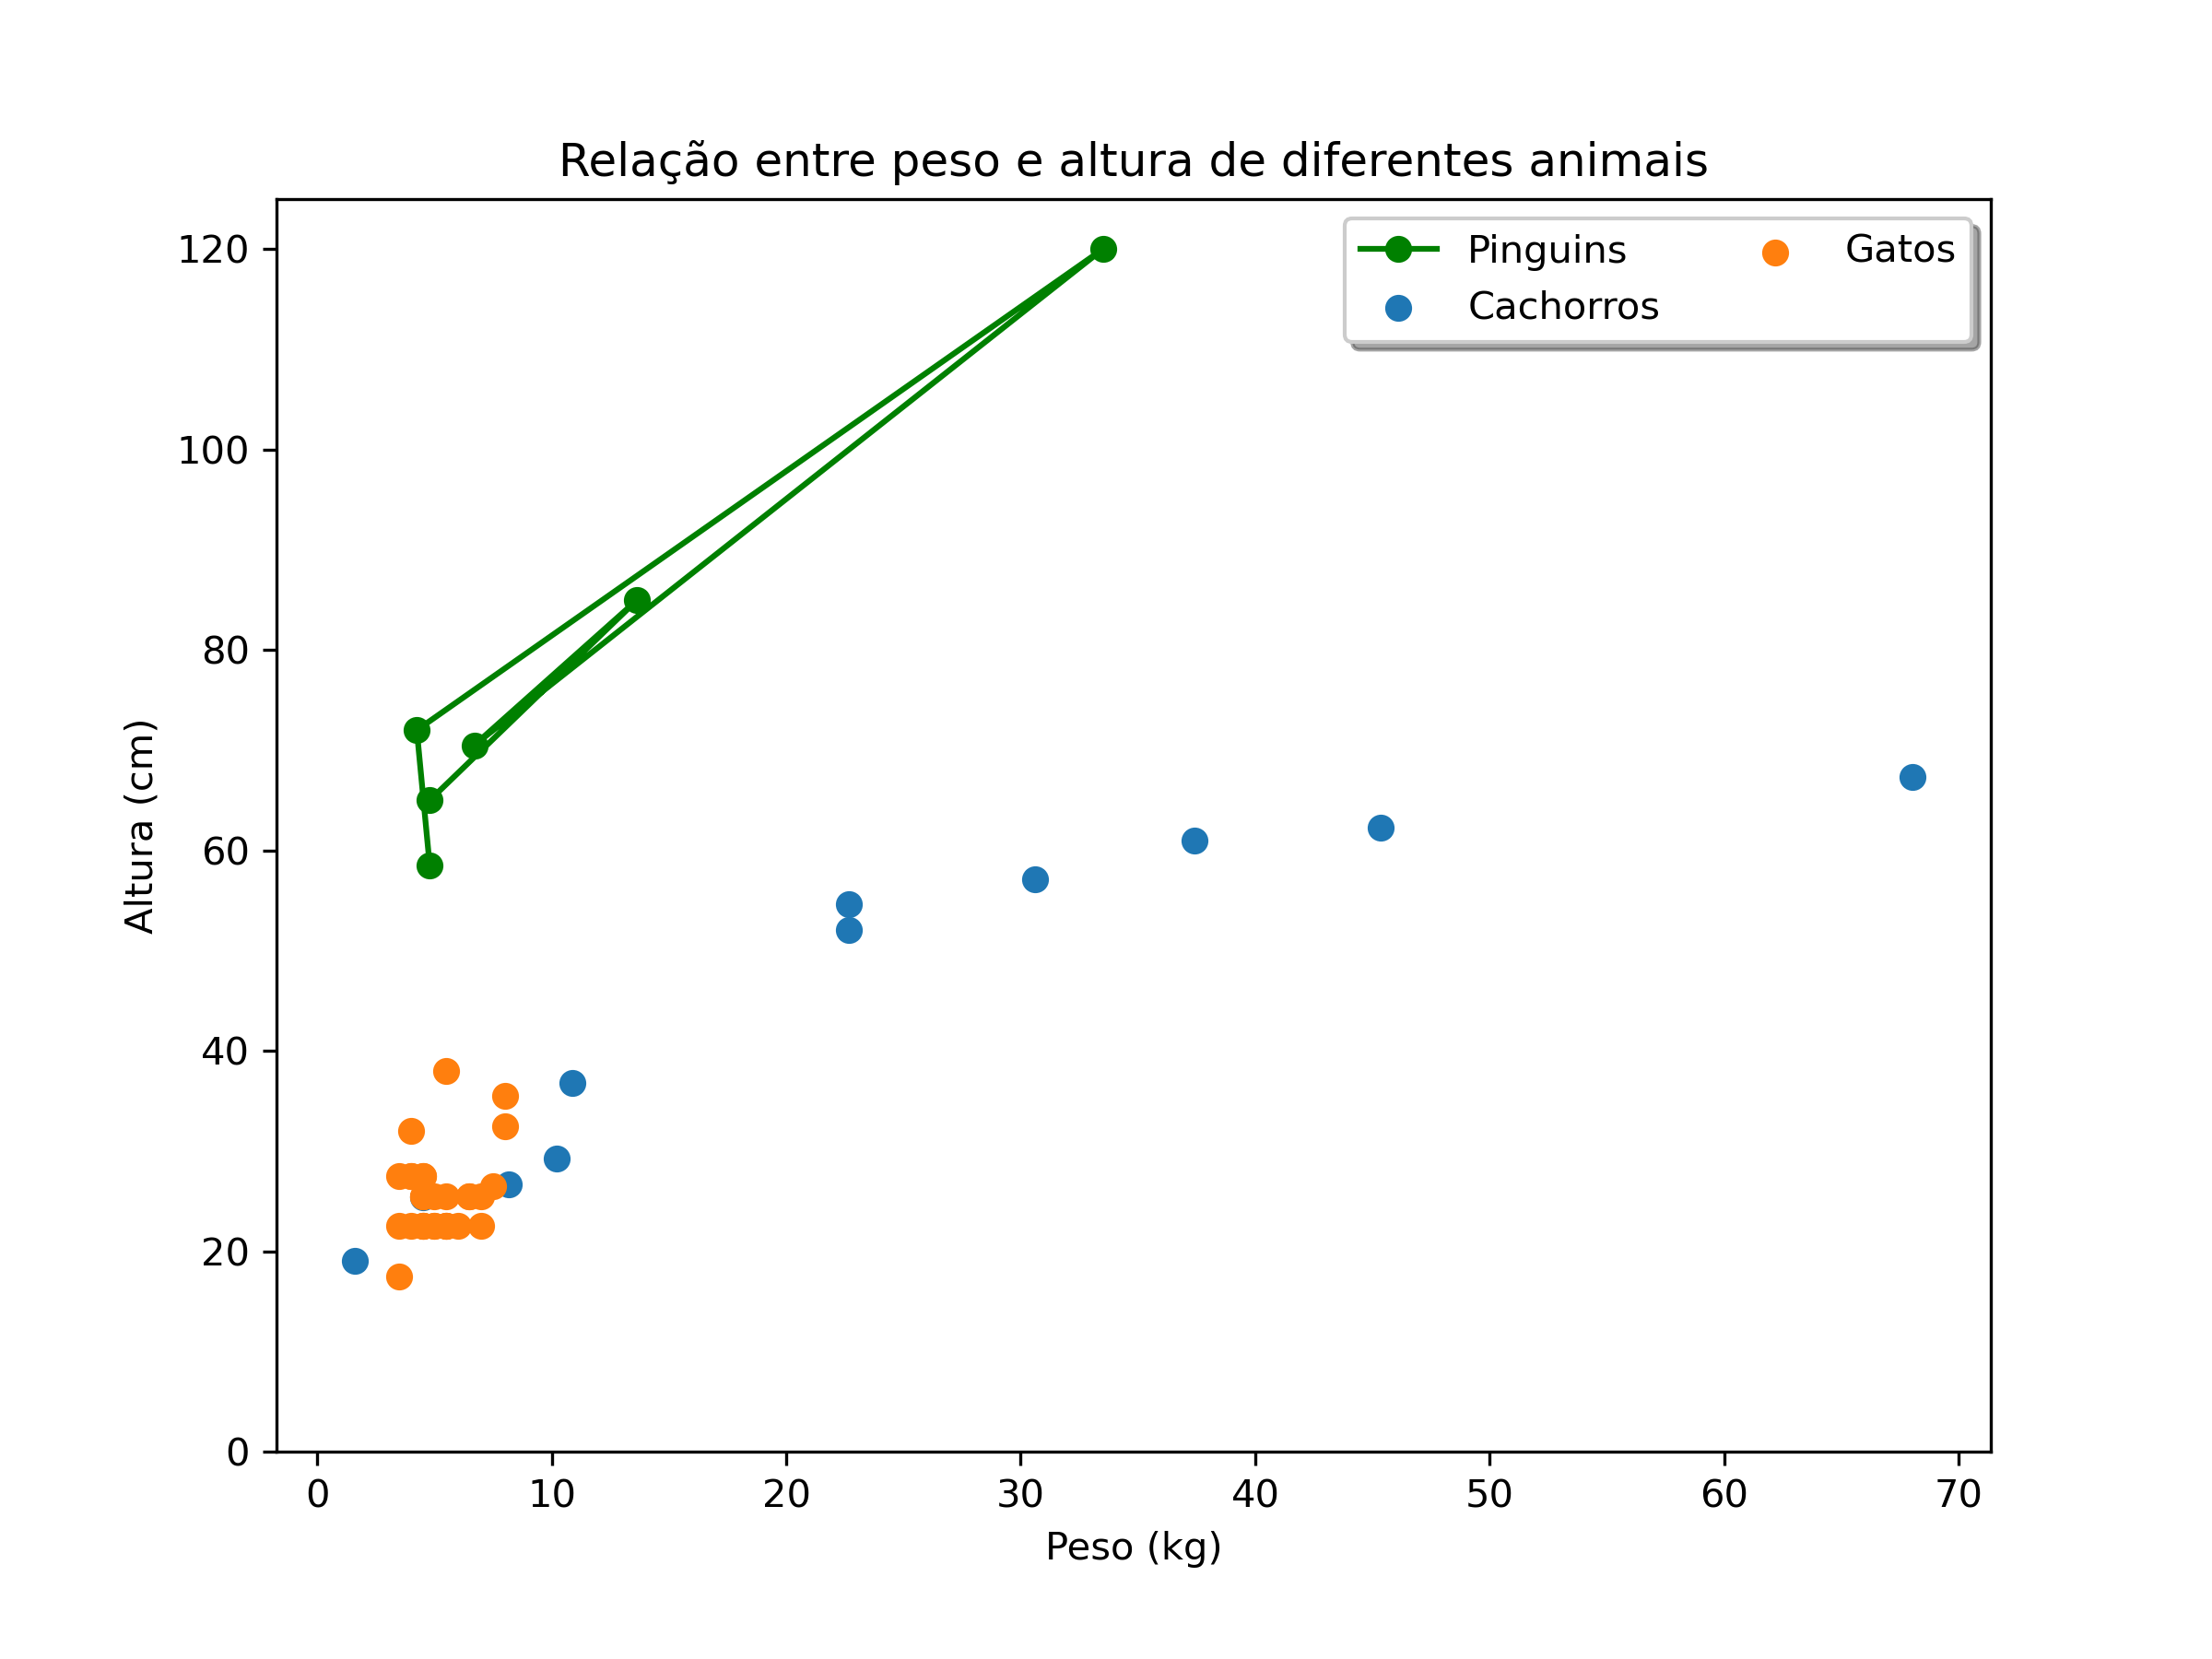 Relação entre peso e altura de diferentes animais
Pinguins
Cachorros
Gatos
120
100
80
60
40
20
0
Altura (cm)
0 10 20 30 40 50 60 70
Peso (kg)